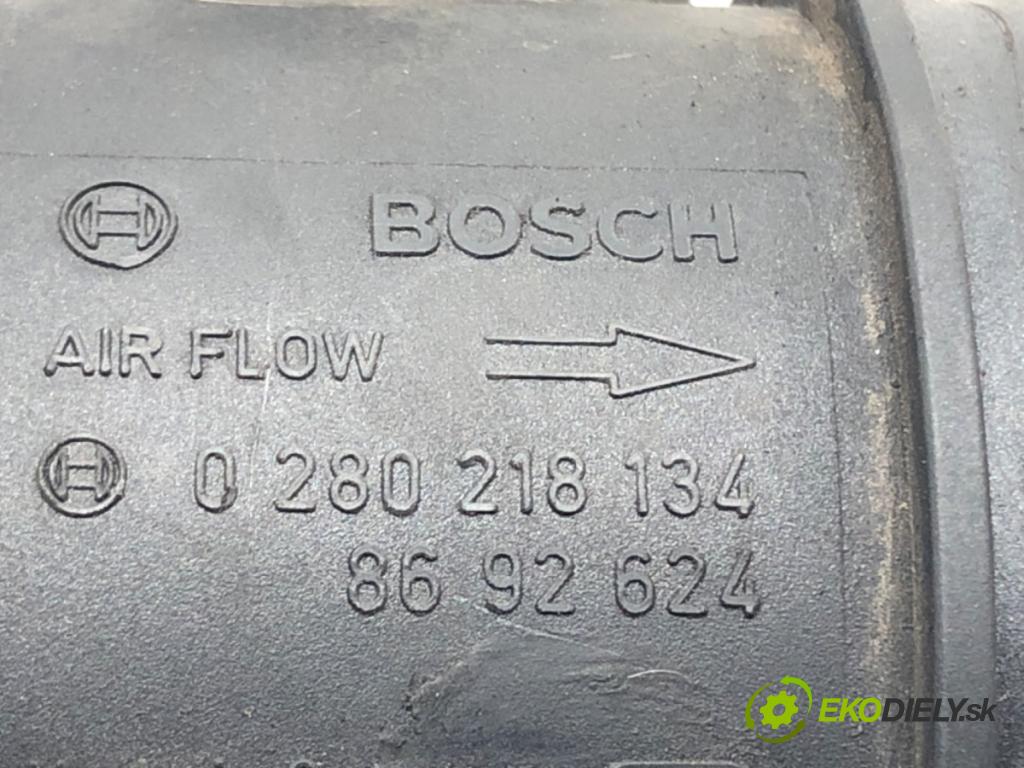 BOSCH
AIR FLOW
0 280 218 134
86 92 624
EKODIELY.sk